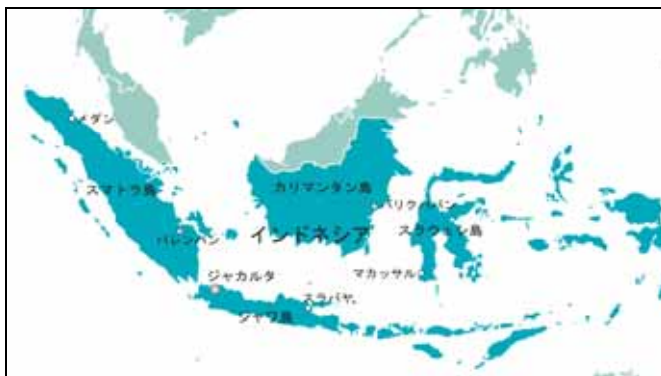 メダン
スマトラ島
パレンバン
カリマンタン島
バリクパパン
インドネシア
スラウェシ島
マカッサル
ジャカルタ
スラバヤ
ジャワ島